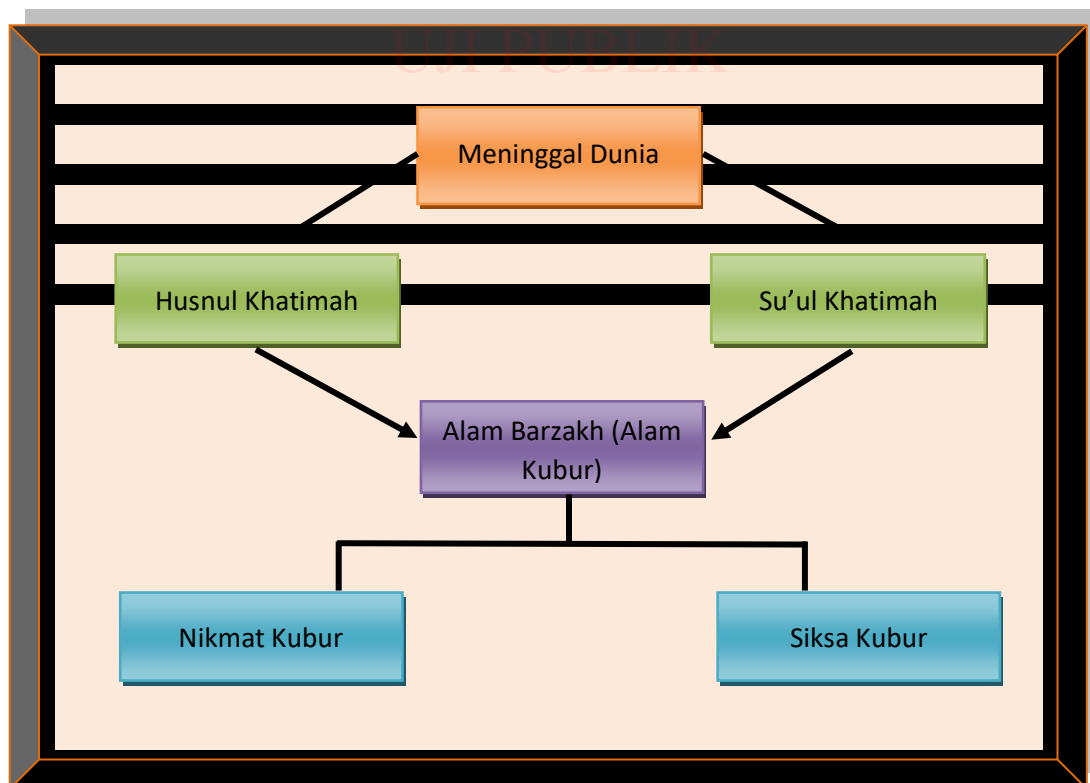 UJI PUBLIK
Meninggal Dunia
Husnul Khatimah
Su’ul Khatimah
Alam Barzakh (Alam
Kubur)
Nikmat Kubur
Siksa Kubur